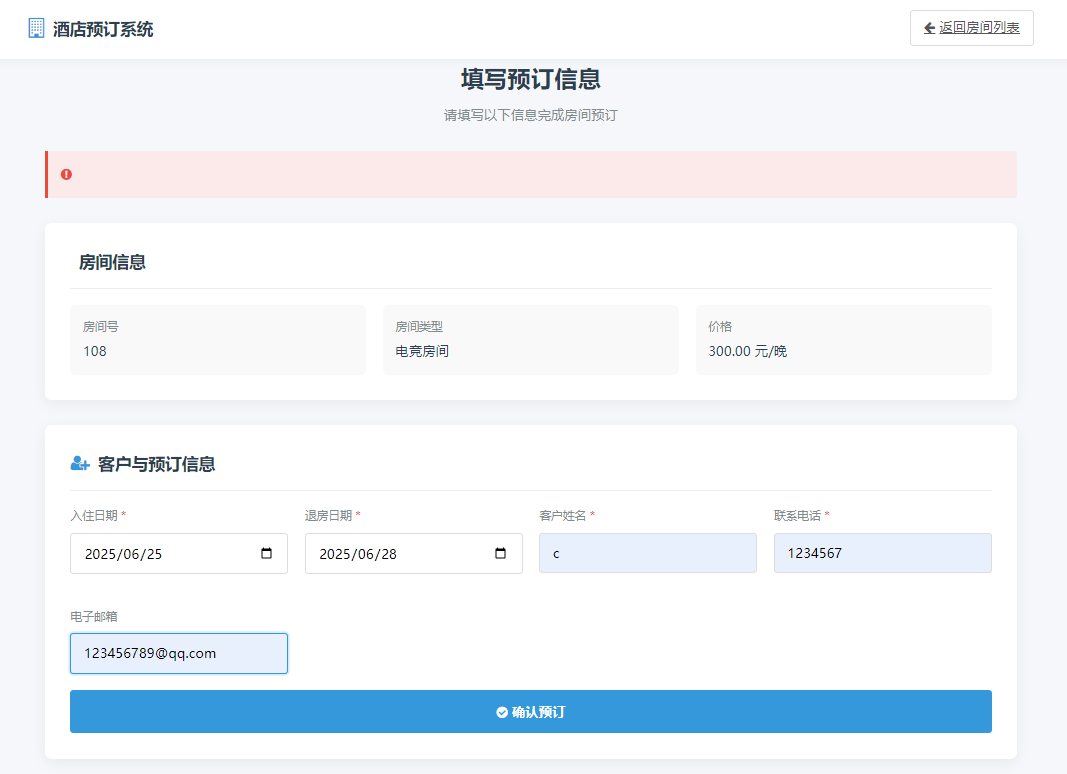 酒店预订系统
返回房间列表
填写预订信息
请填写以下信息完成房间预订
房间信息
房间号
108
房间类型
电竞房间
价格
300.00 元/晚
客户与预订信息
入住日期 *
2025/06/25
退房日期 *
2025/06/28
客户姓名 *
c
联系电话 *
1234567
电子邮箱
123456789@qq.com
确认预订